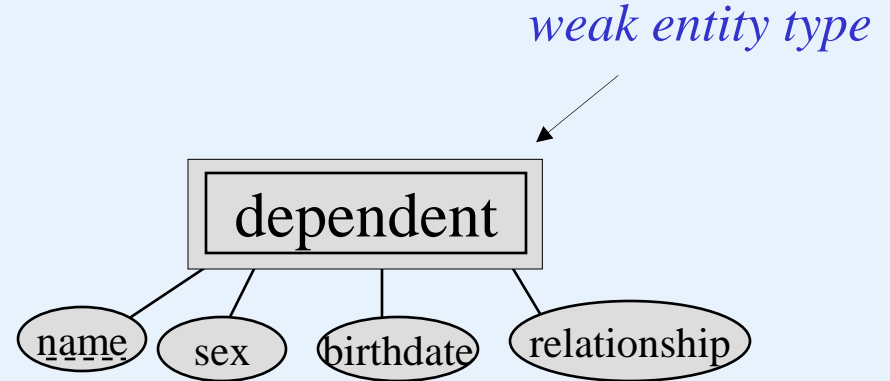 weak entity type
dependent
name
sex
birthdate
relationship